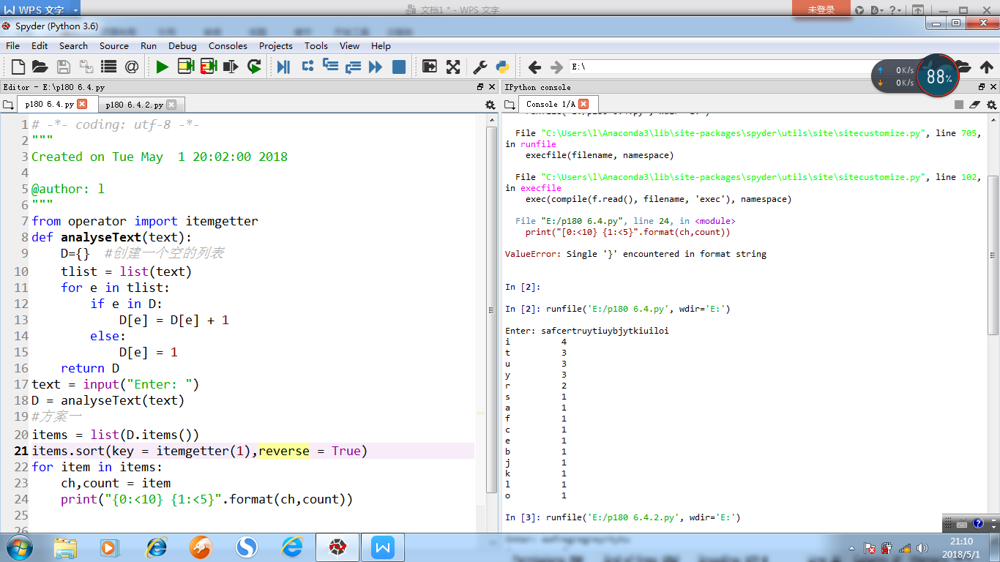 WPS 文字
文档1 * - WPS 文字
未登录
Spyder (Python 3.6)
File Edit Search Source Run Debug Consoles Projects Tools View Help
E:\
0K/s
0K/s
88%
Editor - E:\p180 6.4.py
IPython console
p180 6.4.py
p180 6.4.2.py
Console 1/A
1 # -*- coding: utf-8 -*-
2 """
3 Created on Tue May  1 20:02:00 2018
4
5 @author: l
6 """
7 from operator import itemgetter
8 def analyseText(text):
9     D={}  #创建一个空的列表
10     tlist = list(text)
11     for e in tlist:
12         if e in D:
13             D[e] = D[e] + 1
14         else:
15             D[e] = 1
16     return D
17 text = input("Enter: ")
18 D = analyseText(text)
19 #方案一
20 items = list(D.items())
21 items.sort(key = itemgetter(1),reverse = True)
22 for item in items:
23     ch,count = item
24     print("{0:<10} {1:<5}".format(ch,count))
25
26
File "C:\Users\l\Anaconda3\lib\site-packages\spyder\utils\site\sitecustomize.py", line 705,
in runfile
execfile(filename, namespace)
File "C:\Users\l\Anaconda3\lib\site-packages\spyder\utils\site\sitecustomize.py", line 102,
in execfile
exec(compile(f.read(), filename, 'exec'), namespace)
File "E:/p180 6.4.py", line 24, in <module>
print("[0:<10} {1:<5}".format(ch,count))
ValueError: Single '}' encountered in format string
In [2]:
In [2]: runfile('E:/p180 6.4.py', wdir='E:')
Enter: safcertruytiuybjytkiuiloi
i 4
t 3
u 3
y 3
r 2
s 1
a 1
f 1
c 1
e 1
b 1
j 1
k 1
l 1
o 1
In [3]: runfile('E:/p180 6.4.2.py', wdir='E:')
21:10
2018/5/1